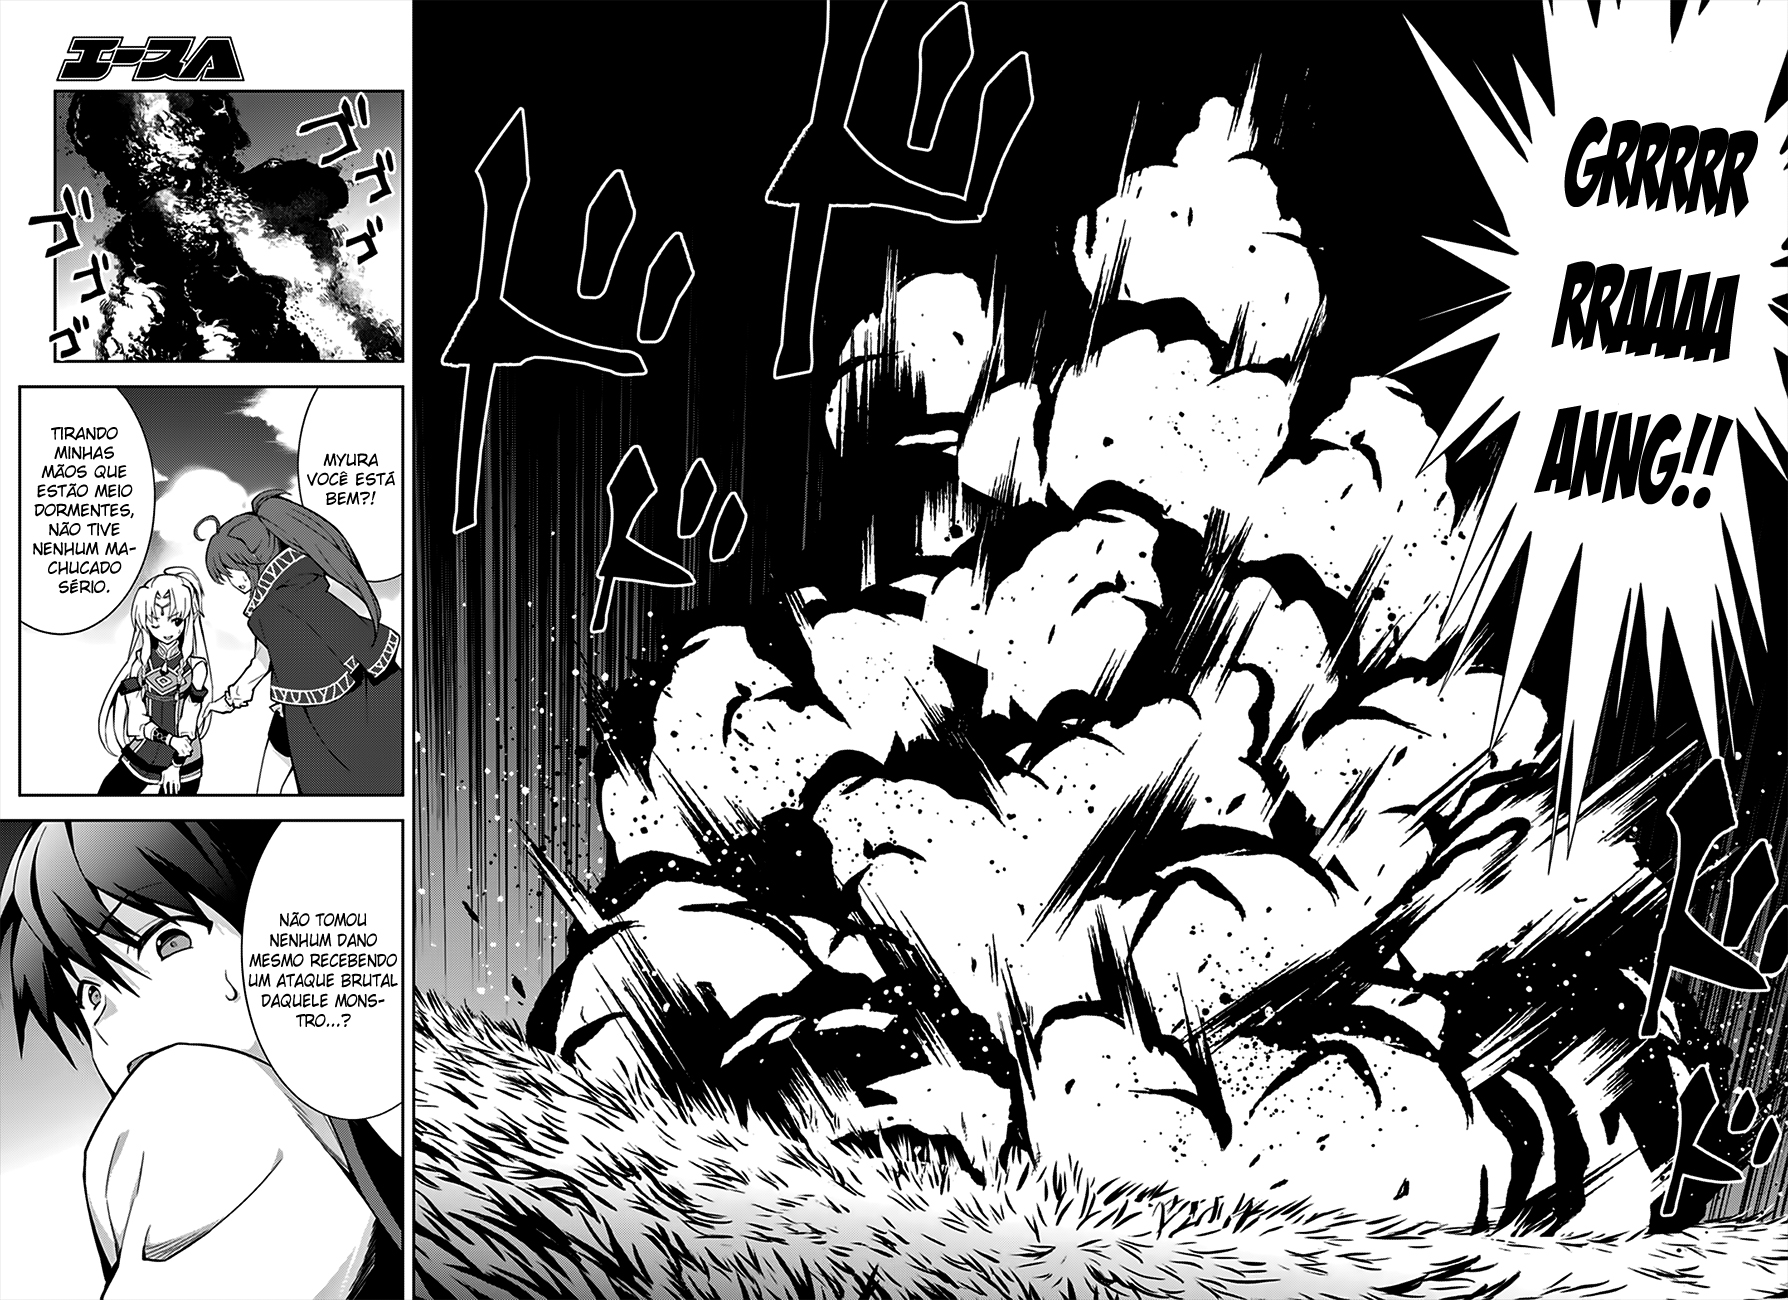 GRRRRR
RRAAAA
ANNG!!
ド
ド
ド
ド
ド
エースA
ゴ
ゴ
ゴ
ゴ
ゴ
ゴ
MYURA
VOCÊ ESTÁ
BEM?!
TIRANDO
MINHAS
MÃOS QUE
ESTÃO MEIO
DORMENTES,
NÃO TIVE
NENHUM MA-
CHUCADO
SÉRIO.
NÃO TOMOU
NENHUM DANO
MESMO RECEBENDO
UM ATAQUE BRUTAL
DAQUELE MONS-
TRO...?